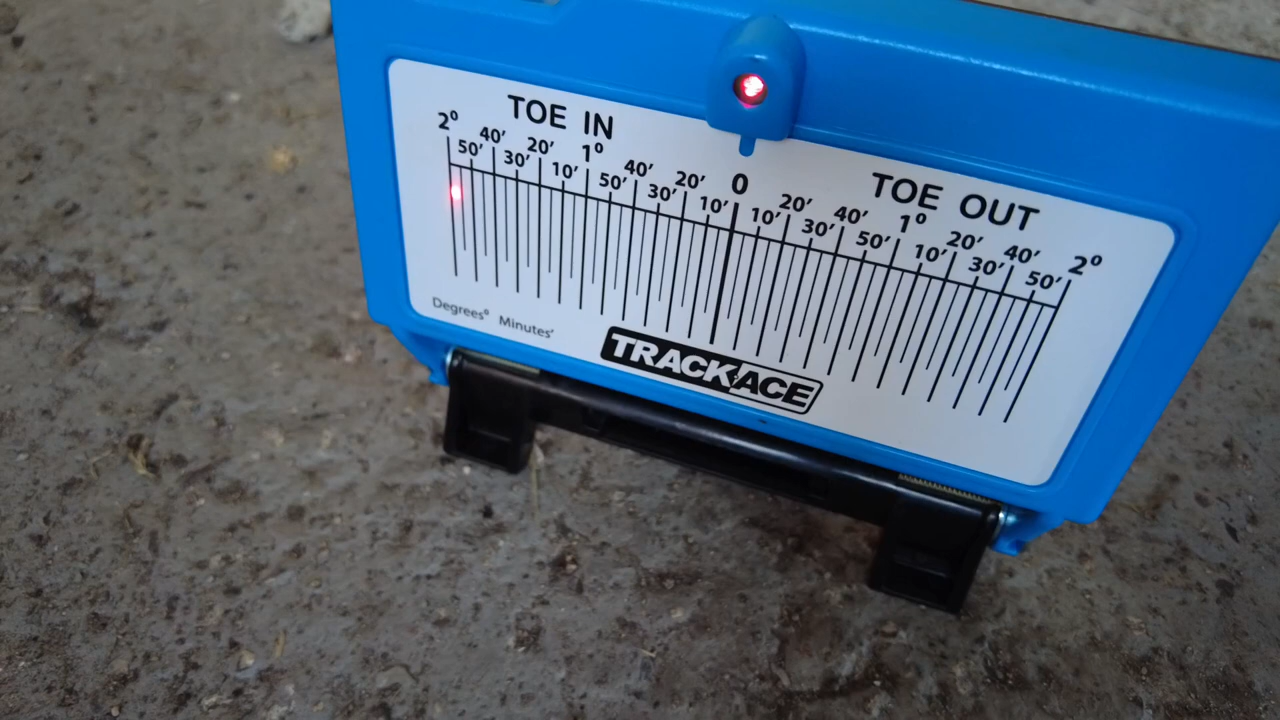 TOE IN
2° 40′ 20′ 1° 40′ 20′ 0 20′ 40′ 1° 20′ 40′ 2°
50′ 30′ 10′ 50′ 30′ 10′ 10′ 30′ 50′ 10′ 30′ 50′
TOE OUT
Degrees° Minutes′
TRACKACE